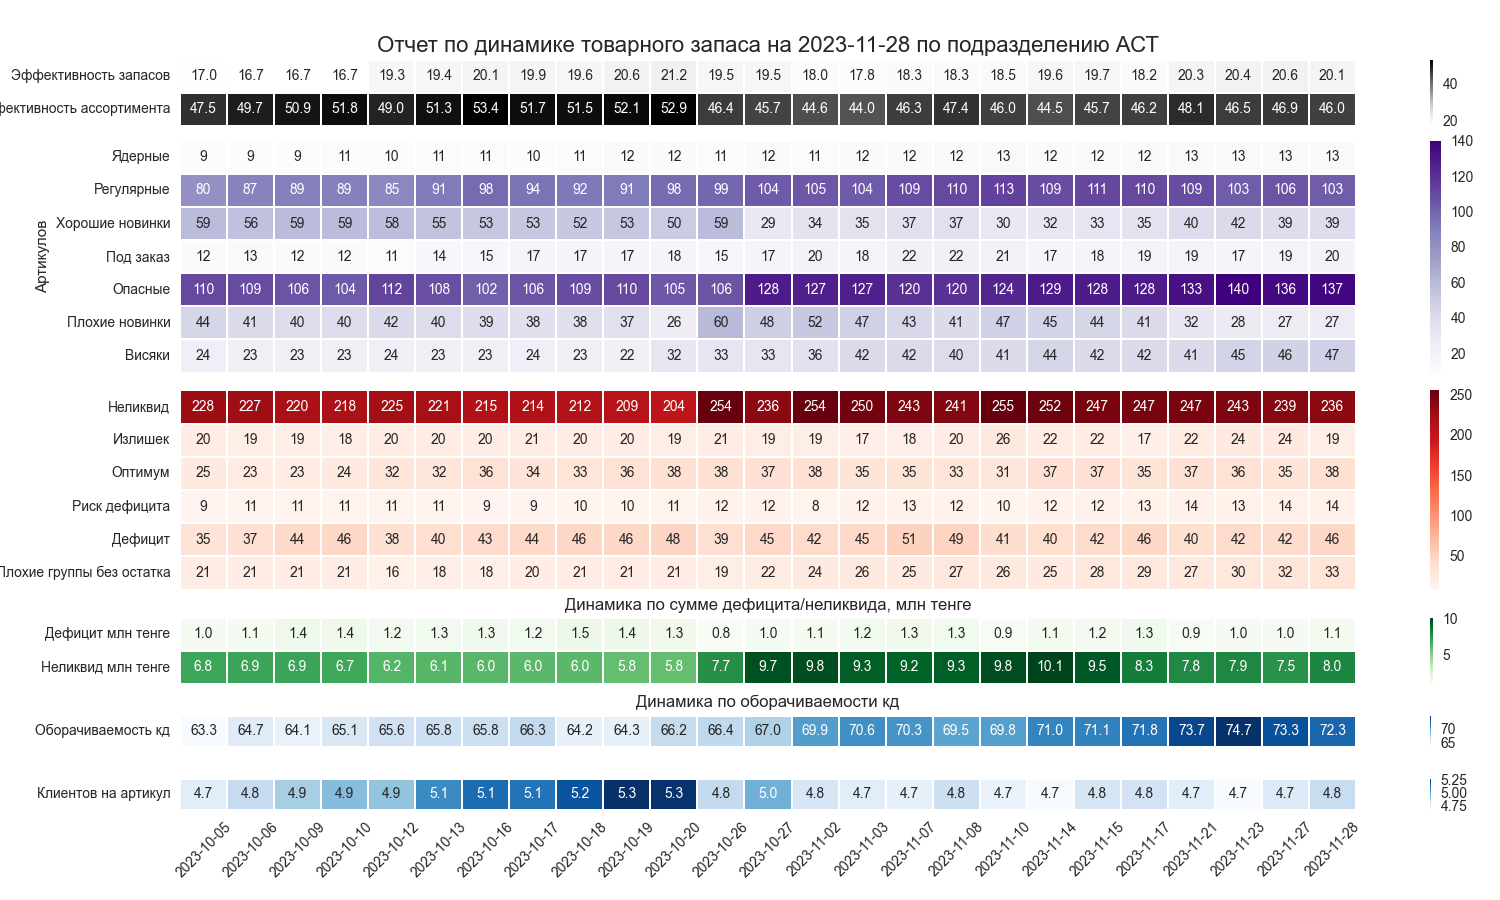 Отчет по динамике товарного запаса на 2023-11-28 по подразделению АСТ
Эффективность запасов 17.0 16.7 16.7 16.7 19.3 19.4 20.1 19.9 19.6 20.6 21.2 19.5 19.5 18.0 17.8 18.3 18.3 18.5 19.6 19.7 18.2 20.3 20.4 20.6 20.1
фективность ассортимента 47.5 49.7 50.9 51.8 49.0 51.3 53.4 51.7 51.5 52.1 52.9 46.4 45.7 44.6 44.0 46.3 47.4 46.0 44.5 45.7 46.2 48.1 46.5 46.9 46.0
40
20
Артикулов
Ядерные 9 9 9 11 10 11 11 10 11 12 12 11 12 11 12 12 12 13 12 12 12 13 13 13 13
Регулярные 80 87 89 89 85 91 98 94 92 91 98 99 104 105 104 109 110 113 109 111 110 109 103 106 103
Хорошие новинки 59 56 59 59 58 55 53 53 52 53 50 59 29 34 35 37 37 30 32 33 35 40 42 39 39
Под заказ 12 13 12 12 11 14 15 17 17 17 18 15 17 20 18 22 22 21 17 18 19 19 17 19 20
Опасные 110 109 106 104 112 108 102 106 109 110 105 106 128 127 127 120 120 124 129 128 128 133 140 136 137
Плохие новинки 44 41 40 40 42 40 39 38 38 37 26 60 48 52 47 43 41 47 45 44 41 32 28 27 27
Висяки 24 23 23 23 24 23 23 24 23 22 32 33 33 36 42 42 40 41 44 42 42 41 45 46 47
140
120
100
80
60
40
20
Неликвид 228 227 220 218 225 221 215 214 212 209 204 254 236 254 250 243 241 255 252 247 247 247 243 239 236
Излишек 20 19 19 18 20 20 20 21 20 20 19 21 19 19 17 18 20 26 22 22 17 22 24 24 19
Оптимум 25 23 23 24 32 32 36 34 33 36 38 38 37 38 35 35 33 31 37 37 35 37 36 35 38
Риск дефицита 9 11 11 11 11 11 9 9 10 10 11 12 12 8 12 13 12 10 12 12 13 14 13 14 14
Дефицит 35 37 44 46 38 40 43 44 46 46 48 39 45 42 45 51 49 41 40 42 46 40 42 42 46
Плохие группы без остатка 21 21 21 21 16 18 18 20 21 21 21 19 22 24 26 25 27 26 25 28 29 27 30 32 33
250
200
150
100
50
Динамика по сумме дефицита/неликвида, млн тенге
Дефицит млн тенге 1.0 1.1 1.4 1.4 1.2 1.3 1.3 1.2 1.5 1.4 1.3 0.8 1.0 1.1 1.2 1.3 1.3 0.9 1.1 1.2 1.3 0.9 1.0 1.0 1.1
Неликвид млн тенге 6.8 6.9 6.9 6.7 6.2 6.1 6.0 6.0 6.0 5.8 5.8 7.7 9.7 9.8 9.3 9.2 9.3 9.8 10.1 9.5 8.3 7.8 7.9 7.5 8.0
10
5
Динамика по оборачиваемости кд
Оборачиваемость кд 63.3 64.7 64.1 65.1 65.6 65.8 65.8 66.3 64.2 64.3 66.2 66.4 67.0 69.9 70.6 70.3 69.5 69.8 71.0 71.1 71.8 73.7 74.7 73.3 72.3
70
65
Клиентов на артикул 4.7 4.8 4.9 4.9 4.9 5.1 5.1 5.1 5.2 5.3 5.3 4.8 5.0 4.8 4.7 4.7 4.8 4.7 4.7 4.8 4.8 4.7 4.7 4.7 4.8
5.25
5.00
4.75
2023-10-05 2023-10-06 2023-10-09 2023-10-10 2023-10-12 2023-10-13 2023-10-16 2023-10-17 2023-10-18 2023-10-19 2023-10-20 2023-10-26 2023-10-27 2023-11-02 2023-11-03 2023-11-07 2023-11-08 2023-11-10 2023-11-14 2023-11-15 2023-11-17 2023-11-21 2023-11-23 2023-11-27 2023-11-28